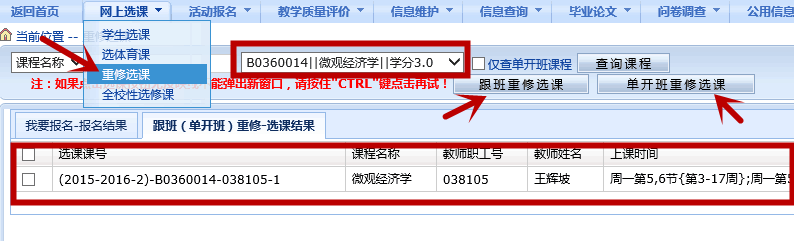 返回首页 网上选课 活动报名 教学质量评价 信息维护 信息查询 毕业论文 问卷调查 公用信息
当前位置 -- 重修
学生选课
选体育课
重修选课
全校性选修课
课程名称 B0360014||微观经济学||学分3.0 仅查单开班课程 查询课程
注：如果点 能弹出新窗口，请按住"CTRL"键点击再试！ 跟班重修选课 单开班重修选课
我要报名-报名结果 跟班（单开班）重修-选课结果
选课课号 课程名称 教师职工号 教师姓名 上课时间
(2015-2016-2)-B0360014-038105-1 微观经济学 038105 王辉坡 周一第5,6节{第3-17周};周一第5